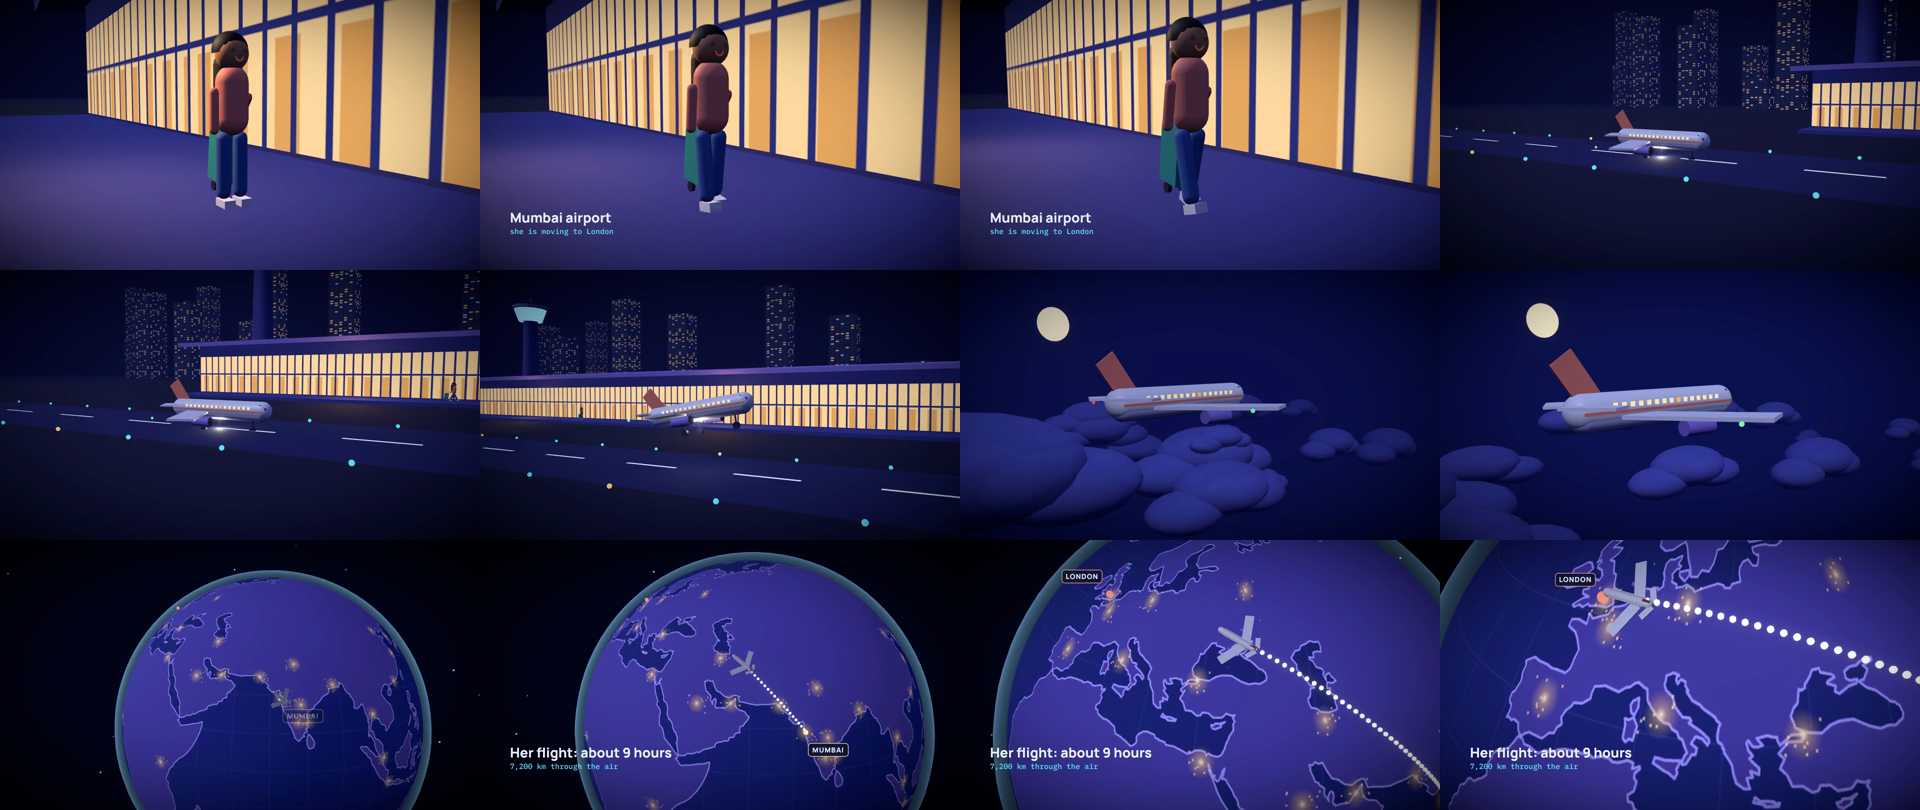 Mumbai airport
she is moving to London
Mumbai airport
she is moving to London
MUMBAI
Her flight: about 9 hours
7,200 km through the air
MUMBAI
LONDON
Her flight: about 9 hours
7,200 km through the air
LONDON
Her flight: about 9 hours
7,200 km through the air